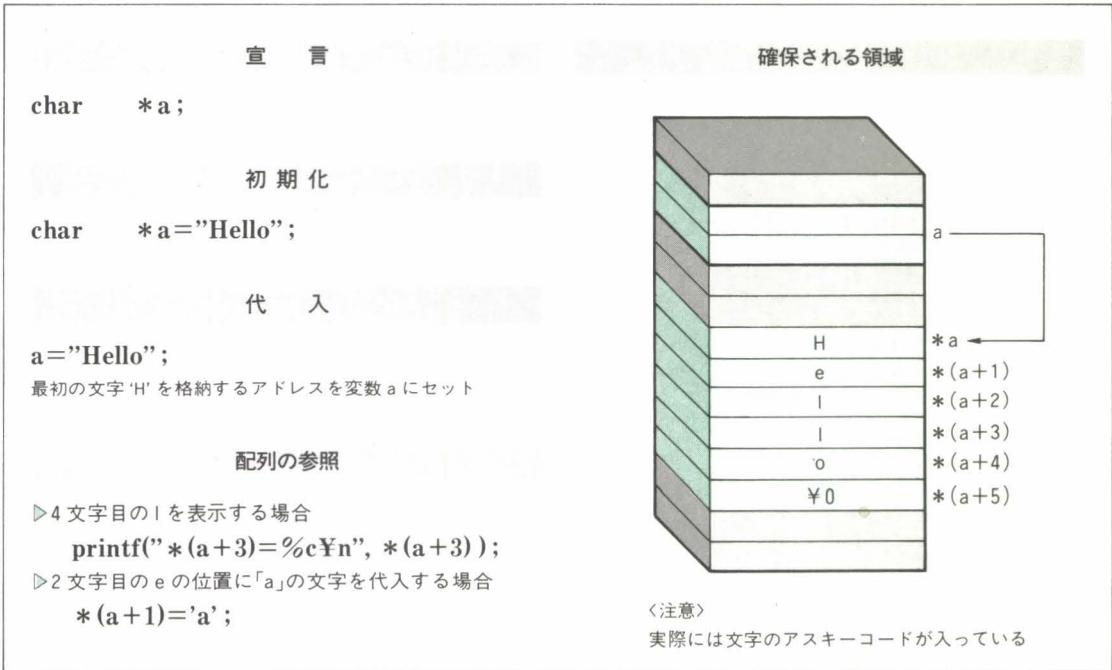 宣　言
char　　*a;
初 期 化
char　　*a=”Hello”;
代　入
a=”Hello”;
最初の文字 'H' を格納するアドレスを変数 a にセット
配列の参照
▷4 文字目の l を表示する場合
printf(”*(a+3)=%c¥n”, *(a+3));
▷2 文字目の e の位置に「a」の文字を代入する場合
*(a+1)=’a’;
確保される領域
a
H　*a
e　*(a+1)
l　*(a+2)
l　*(a+3)
o　*(a+4)
¥0　*(a+5)
〈注意〉
実際には文字のアスキーコードが入っている